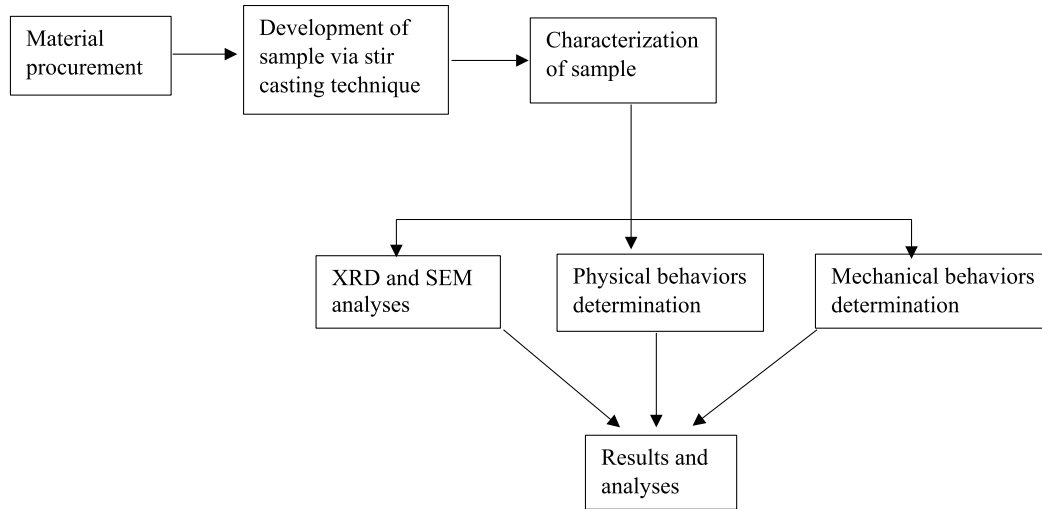 Material
procurement
Development of
sample via stir
casting technique
Characterization
of sample
XRD and SEM
analyses
Physical behaviors
determination
Mechanical behaviors
determination
Results and
analyses